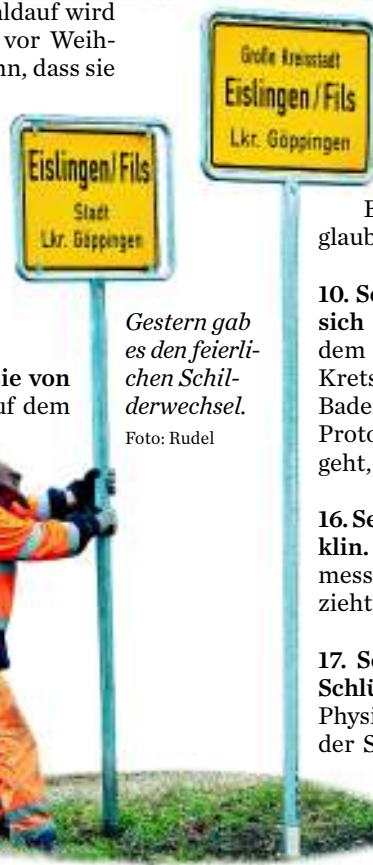 ldauf wird
vor Weih-
nn, dass sie
ie von
uf dem
Eislingen/Fils
Stadt
Lkr. Göppingen
Große Kreisstadt
Eislingen/Fils
Lkr. Göppingen
Gestern gab
es den feierli-
chen Schil-
derwechsel.
Foto: Rudel
glaub
10. Se
sich
dem
Krets
Bade
Proto
geht,
16. Se
klin.
mess
zieht
17. Se
Schlü
Physi
der S